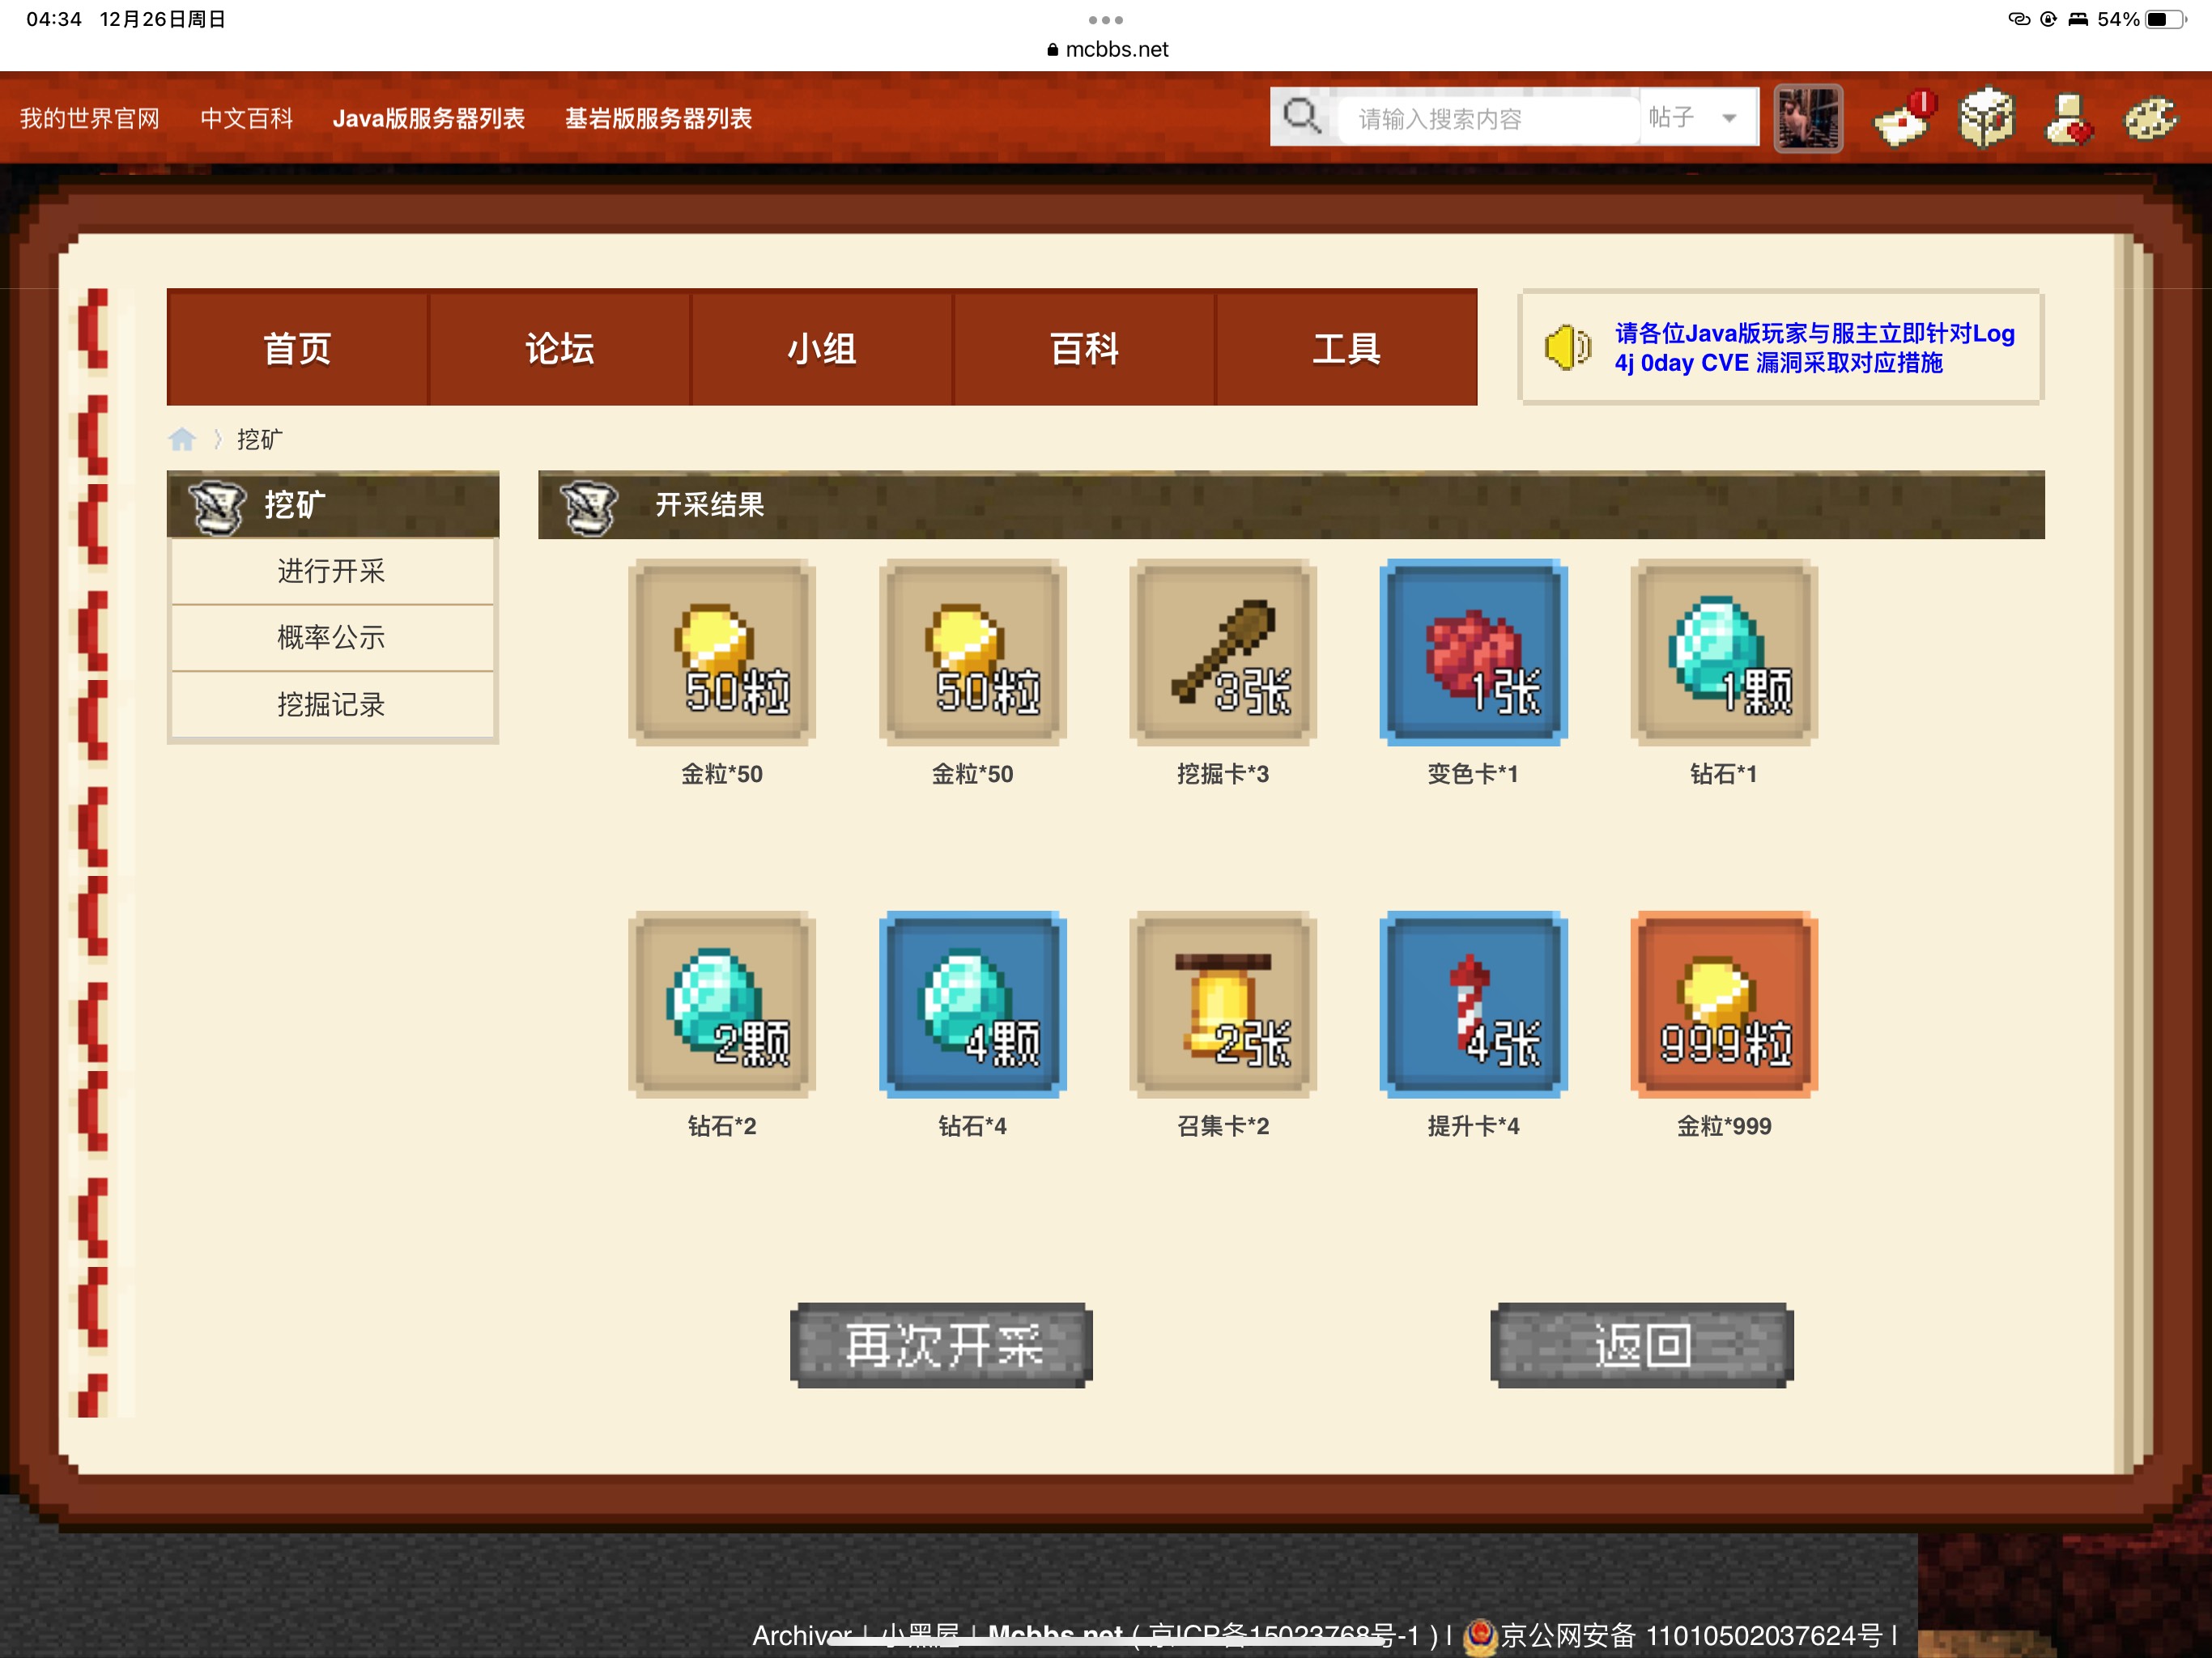 04:34 12月26日周日
54%
mcbbs.net
我的世界官网 中文百科 Java版服务器列表 基岩版服务器列表
请输入搜索内容 帖子
首页 论坛 小组 百科 工具
请各位Java版玩家与服主立即针对Log
4j 0day CVE 漏洞采取对应措施
挖矿
挖矿
进行开采
概率公示
挖掘记录
开采结果
50粒 50粒 3张 1张 1颗
金粒*50 金粒*50 挖掘卡*3 变色卡*1 钻石*1
2颗 4颗 2张 4张 999粒
钻石*2 钻石*4 召集卡*2 提升卡*4 金粒*999
再次开采 返回
Archiver | 小黑屋 | Mcbbs.net ( 京ICP备15023768号-1 ) | 京公网安备 11010502037624号 |